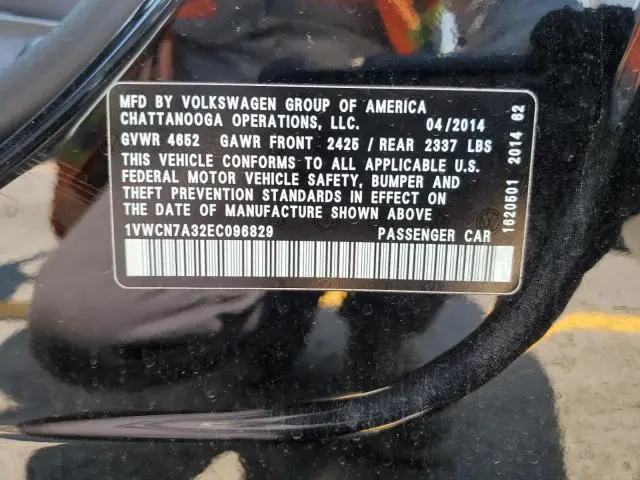 MFD BY VOLKSWAGEN GROUP OF AMERICA
CHATTANOOGA OPERATIONS, LLC. 04/2014
GVWR 4652 GAWR FRONT 2425 / REAR 2337 LBS
THIS VEHICLE CONFORMS TO ALL APPLICABLE U.S.
FEDERAL MOTOR VEHICLE SAFETY, BUMPER AND
THEFT PREVENTION STANDARDS IN EFFECT ON
THE DATE OF MANUFACTURE SHOWN ABOVE
1VWCN7A32EC096829 PASSENGER CAR
1620501 2014 62